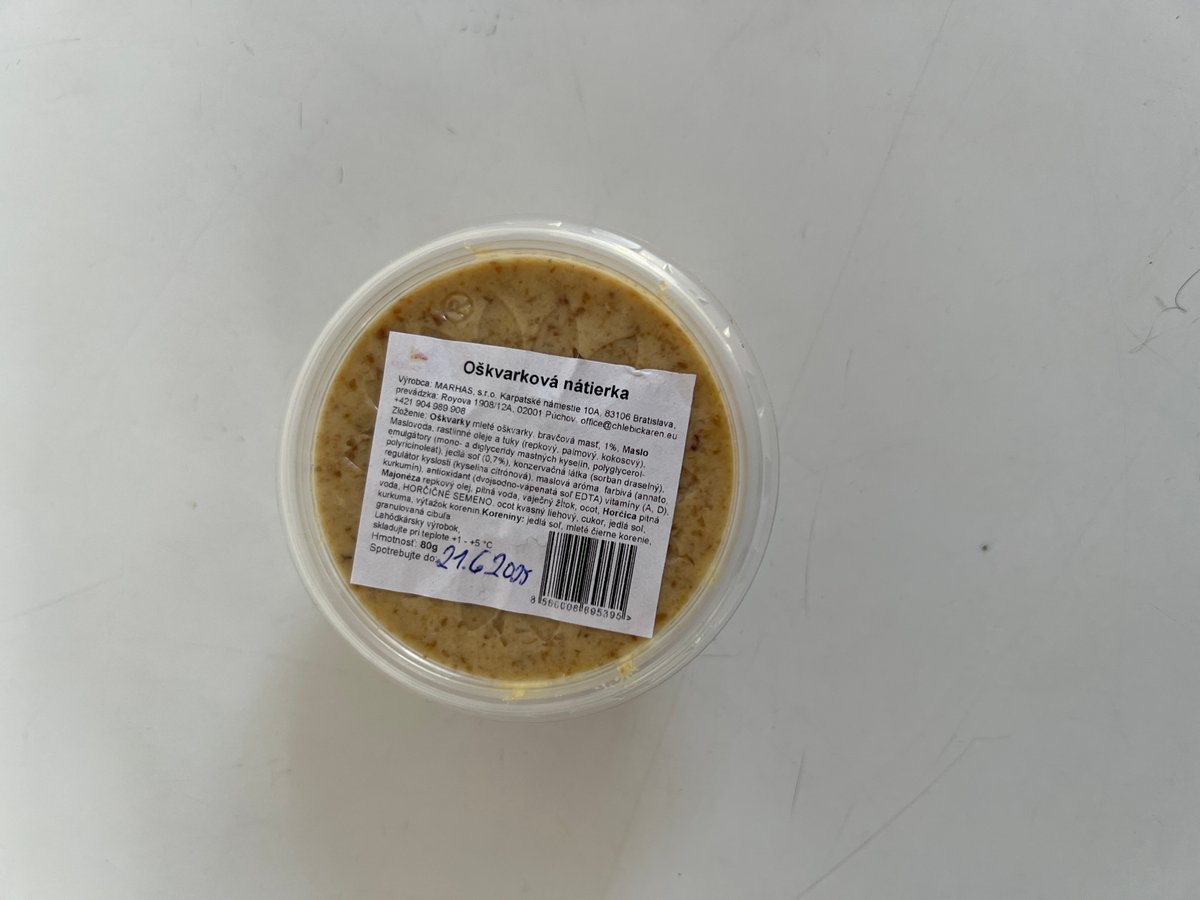 ®
Oškvarková nátierka
Výrobca: MARHAS, s.r.o. Karpatské námestie 10A, 83106 Bratislava,
prevádzka: Royova 1908/12A, 02001 Púchov, office@chlebickaren.eu
+421 904 989 908
Zloženie: Oškvarky mleté oškvarky, bravčová masť, 1%, Maslo
Maslovoda, rastlinné oleje a tuky (repkový, palmový, kokosový),
emulgátory (mono- a diglyceridy mastných kyselín, polyglycerol-
polyricinoleát), jedlá soľ (0,7%), konzervačná látka (sorban draselný),
regulátor kyslosti (kyselina citrónová), maslová aróma farbivá (annato,
kurkumín), antioxidant (dvojsodno-vápenatá soľ EDTA) vitamíny (A, D),
Majonéza repkový olej, pitná voda, vaječný žĺtok, ocot, Horčica pitná
voda, HORČIČNÉ SEMENO, ocot kvasný liehový, cukor, jedlá soľ,
kurkuma, výťažok korenin Koreniny: jedlá soľ, mleté čierne korenie,
granulovaná cibuľa
Lahôdkársky výrobok,
skladujte pri teplote +1 - +5 °C
Hmotnosť: 80g
Spotrebujte do: 21.6.2025
8 586008 695395 >